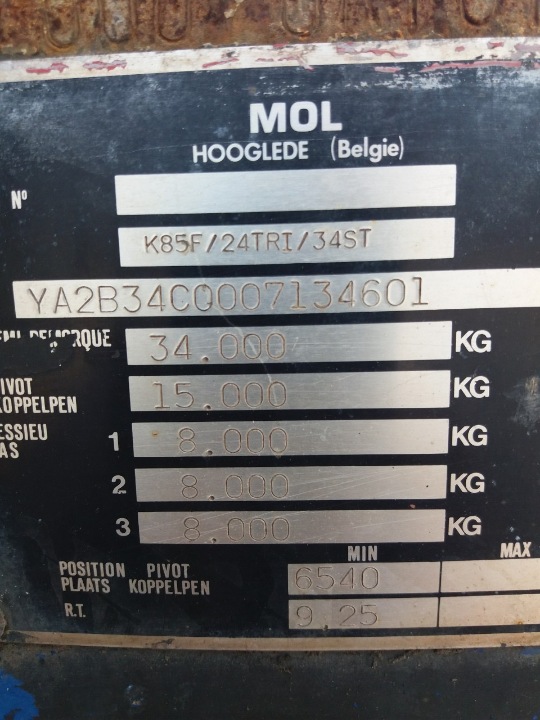 MOL
HOOGLEDE (Belgie)
N°
K85F/24TRI/34ST
YA2B34C0007134601
34.000 KG
PIVOT 15.000 KG
KOPPELPEN
ESSIEU 1 8.000 KG
AS
2 8.000 KG
3 8.000 KG
MIN MAX
POSITION PIVOT 6540
PLAATS KOPPELPEN
R.T. 9.25